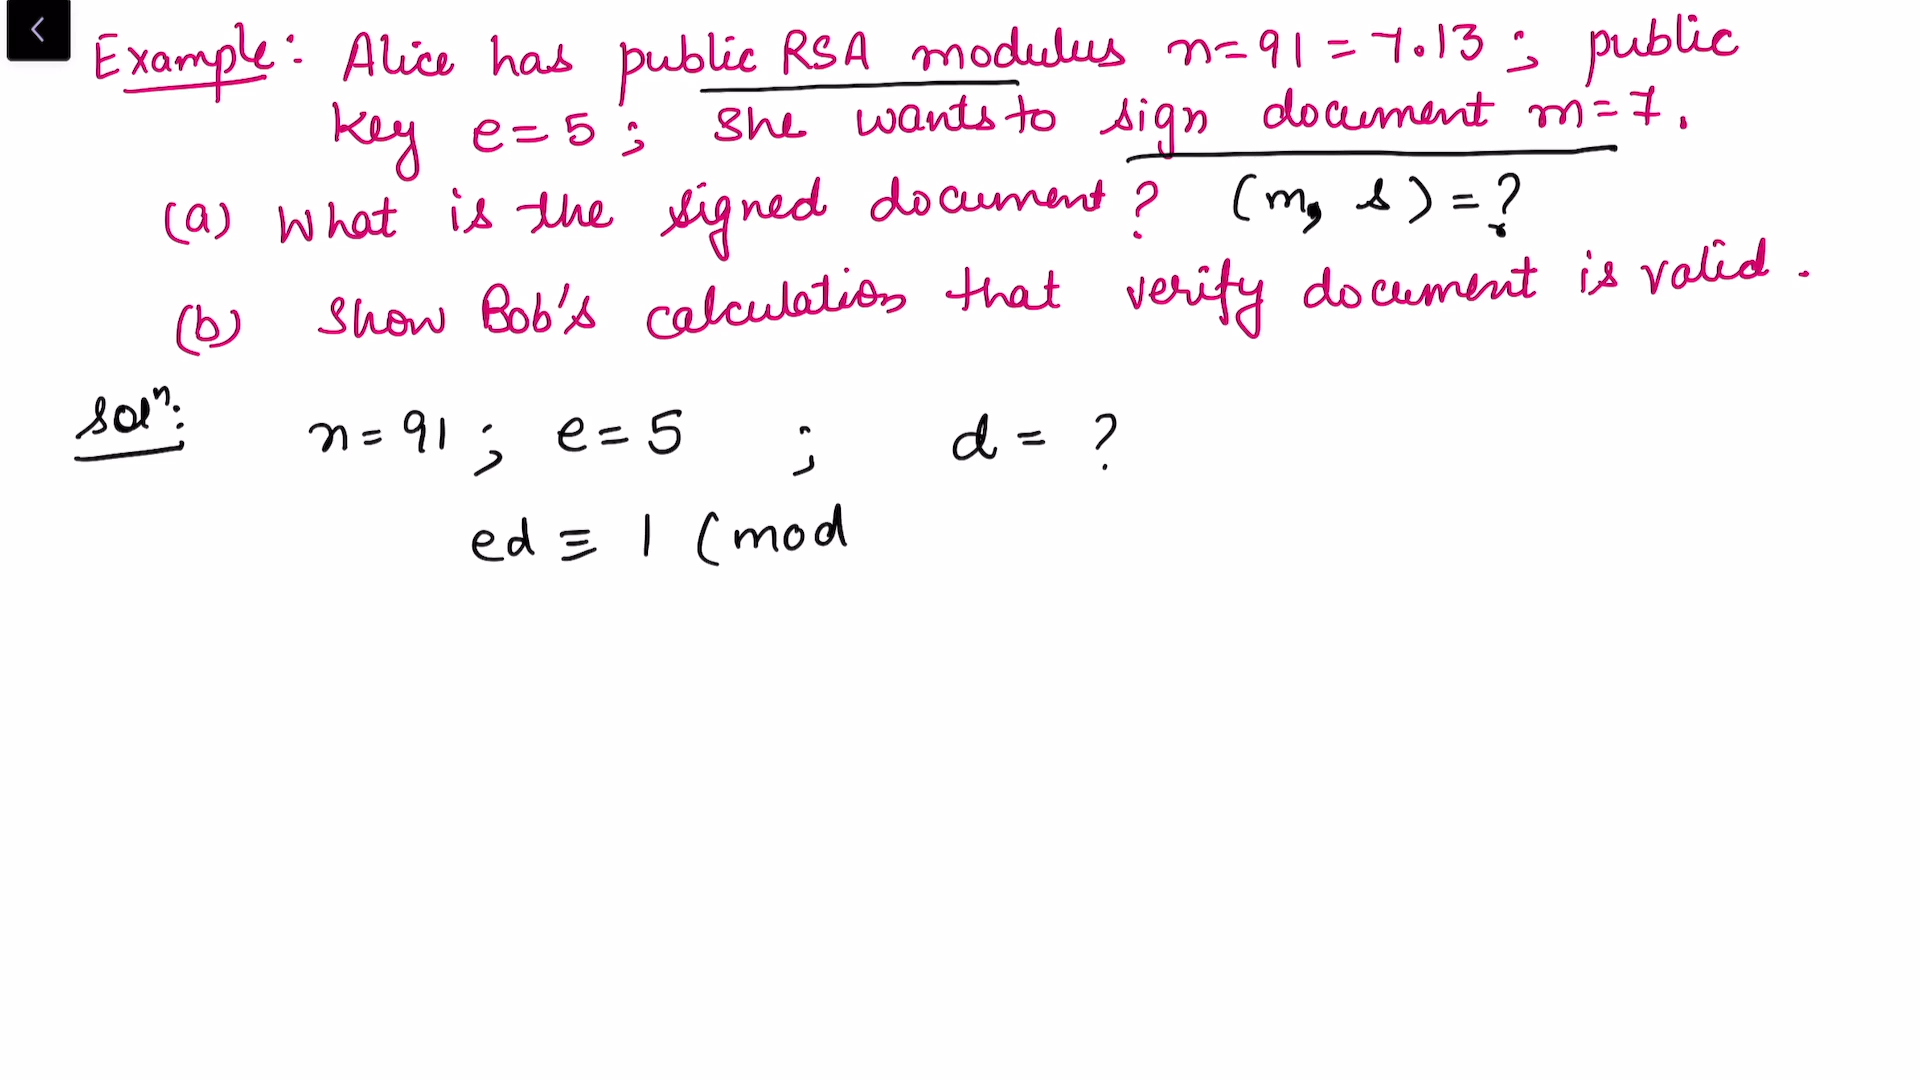 Example: Alice has public RSA modulus n=91=7.13; public
key e=5; she wants to sign document m=7.
(a) What is the signed document? (m, s)=?
(b) Show Bob's calculation that verify document is valid.
solⁿ: n=91; e=5 ; d= ?
ed ≡ 1 (mod